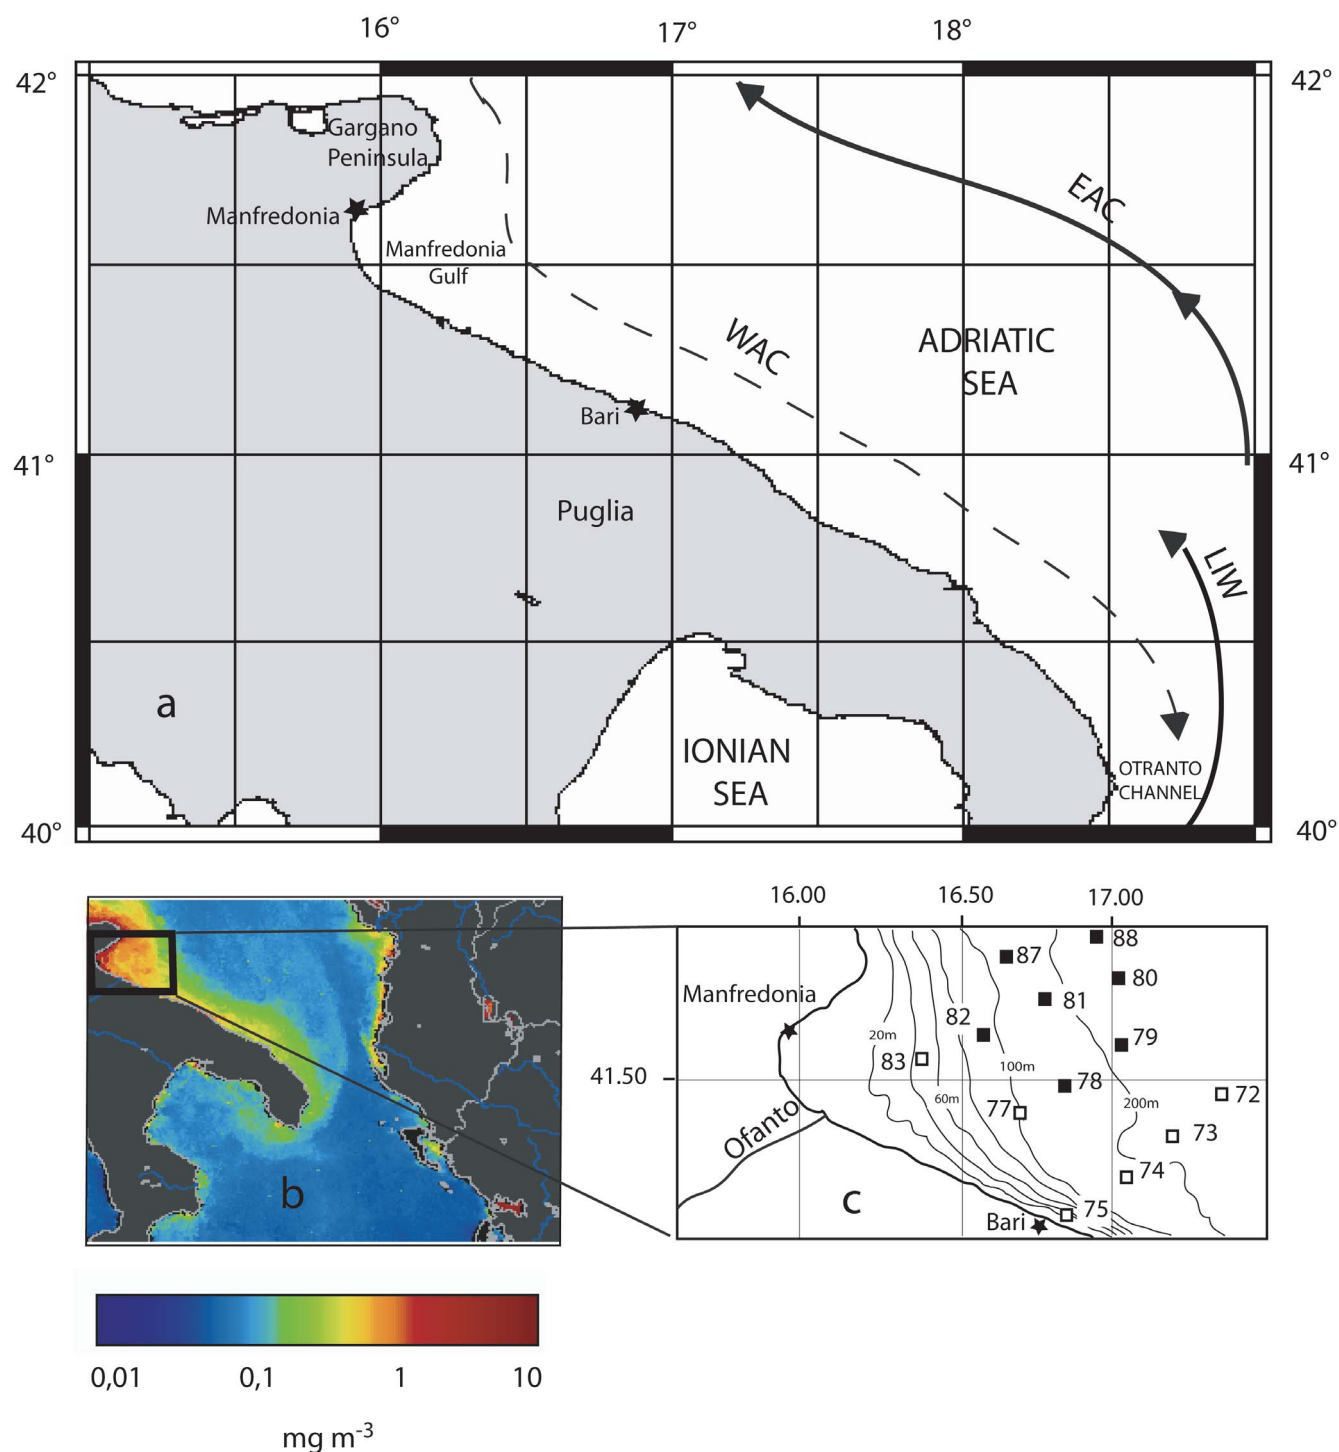 16°
17°
18°
42°
42°
Gargano
Peninsula
EAC
Manfredonia
Manfredonia
Gulf
WAC
ADRIATIC
SEA
Bari
41°
41°
Puglia
LIW
a
IONIAN
SEA
OTRANTO
CHANNEL
40°
40°
16.00
16.50
17.00
88
87
80
Manfredonia
81
82
79
20m
83
100m
41.50
78
72
60m
77
200m
Ofanto
73
74
b
c
75
Bari
0,01
0,1
1
10
mg m⁻³